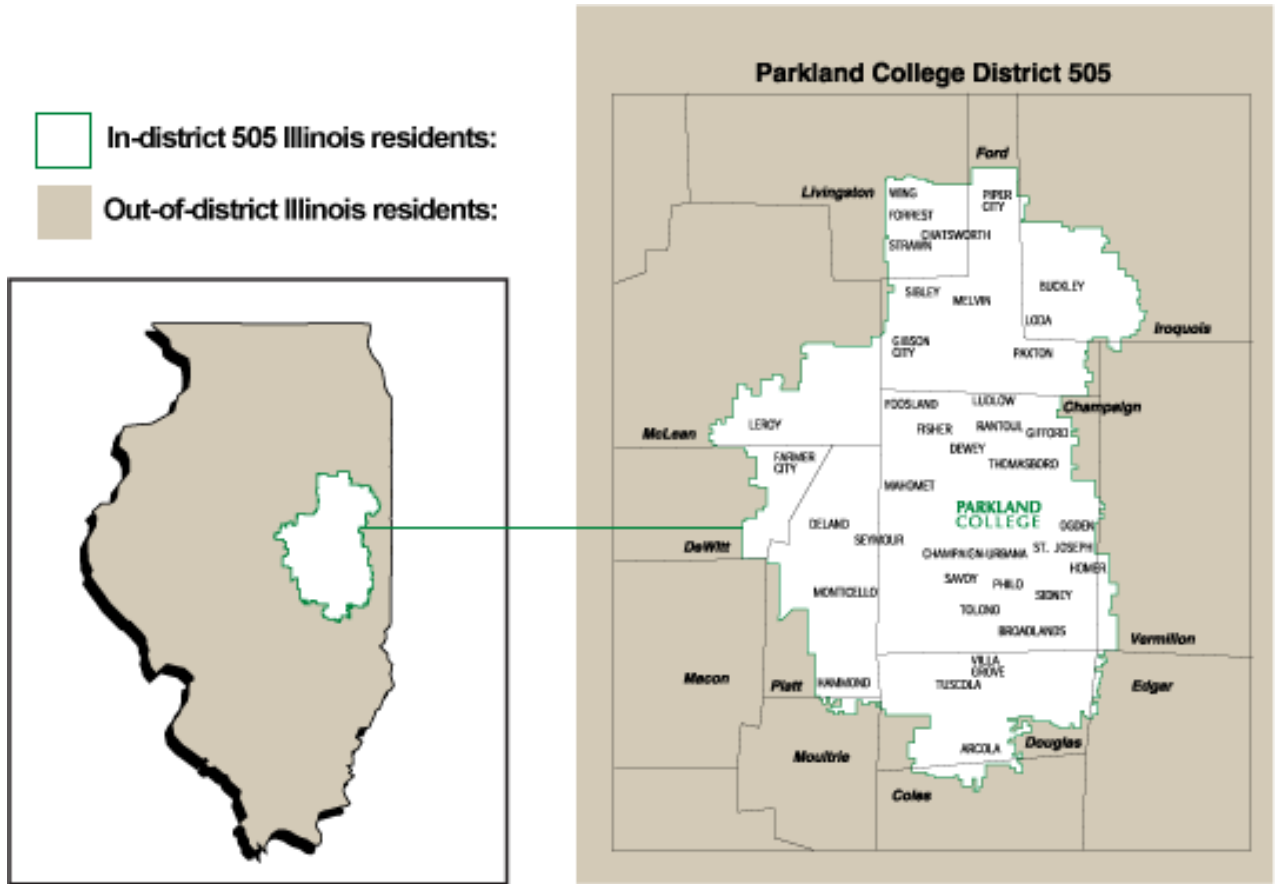 Parkland College District 505
In-district 505 Illinois residents:
Out-of-district Illinois residents:
Ford
Livingston
WING
PIPER
CITY
FORREST
CHATSWORTH
STRAWN
SIBLEY
MELVIN
BUCKLEY
LODA
Iroquois
GIBSON
CITY
PAXTON
FOOSLAND
LUDLOW
Champaign
LEROY
FISHER
RANTOUL
GIFFORD
McLean
DEWEY
FARMER
CITY
THOMASBORO
MAHOMET
PARKLAND
COLLEGE
DELAND
OGDEN
SEYMOUR
DeWitt
CHAMPAIGN-URBANA
ST. JOSEPH
HOMER
SAVOY
PHILO
MONTICELLO
SIDNEY
TOLONO
BROADLANDS
Vermilion
VILLA
GROVE
Macon
Piatt
HAMMOND
TUSCOLA
Edgar
Moultrie
ARCOLA
Douglas
Coles